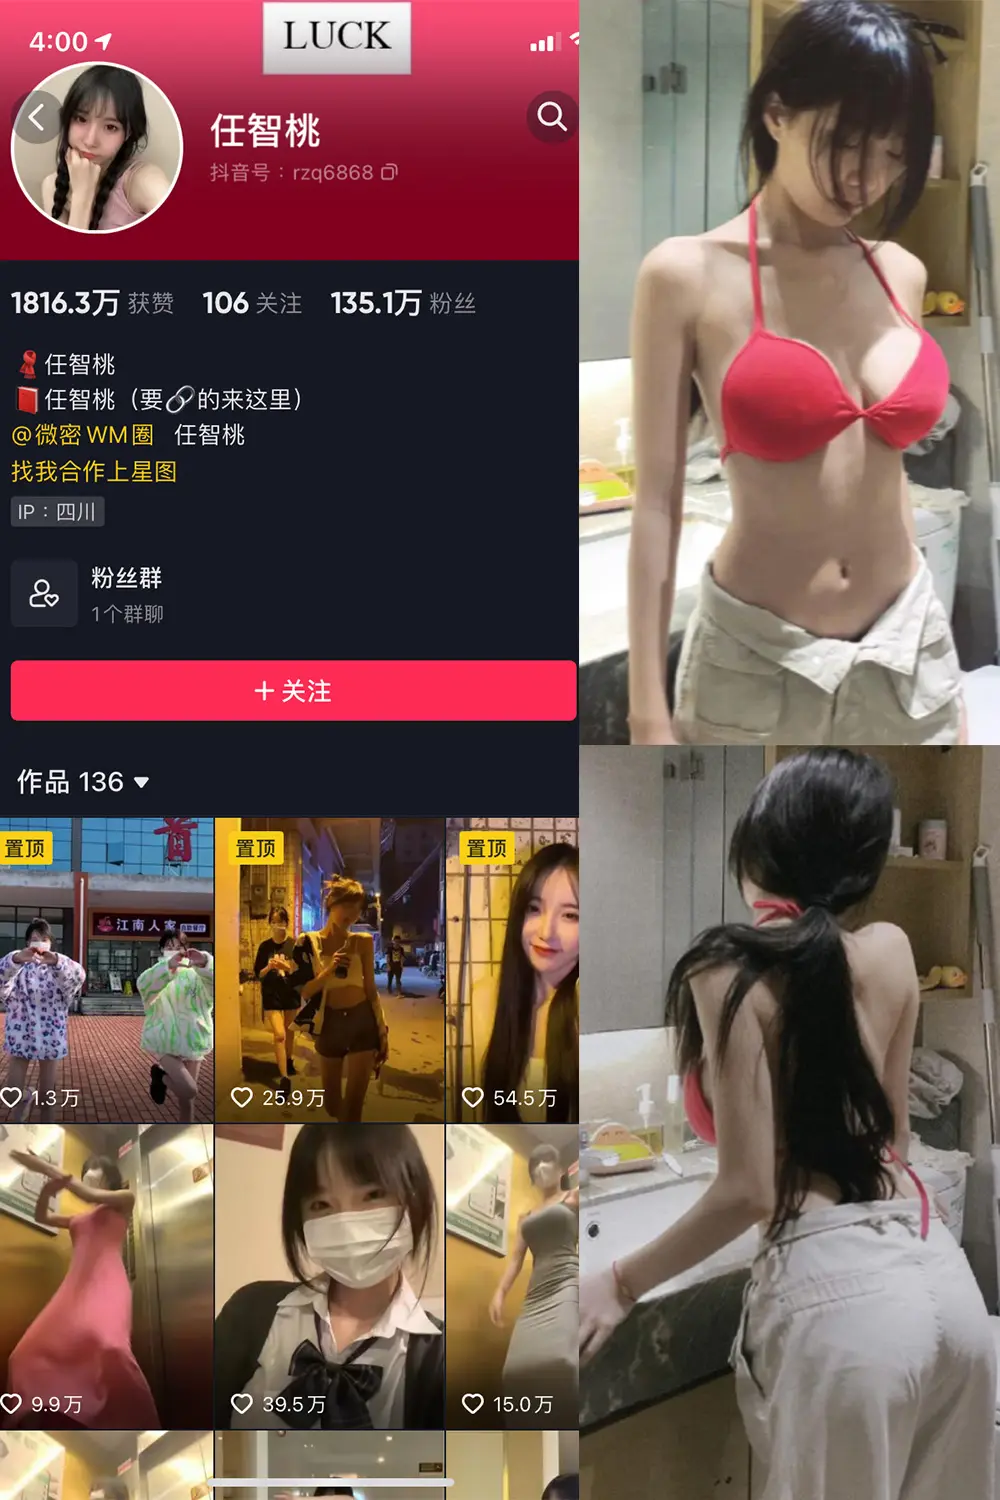 4:00
LUCK
任智桃
抖音号：rzq6868
1816.3万 获赞 106 关注 135.1万 粉丝
任智桃
任智桃（要🔗的来这里）
@微密WM圈 任智桃
找我合作上星图
IP：四川
粉丝群
1个群聊
+ 关注
作品 136
置顶 置顶 置顶
江南人家
1.3万 25.9万 54.5万
9.9万 39.5万 15.0万